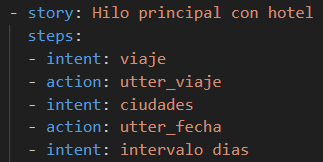 - story: Hilo principal con hotel
steps:
- intent: viaje
- action: utter_viaje
- intent: ciudades
- action: utter_fecha
- intent: intervalo dias